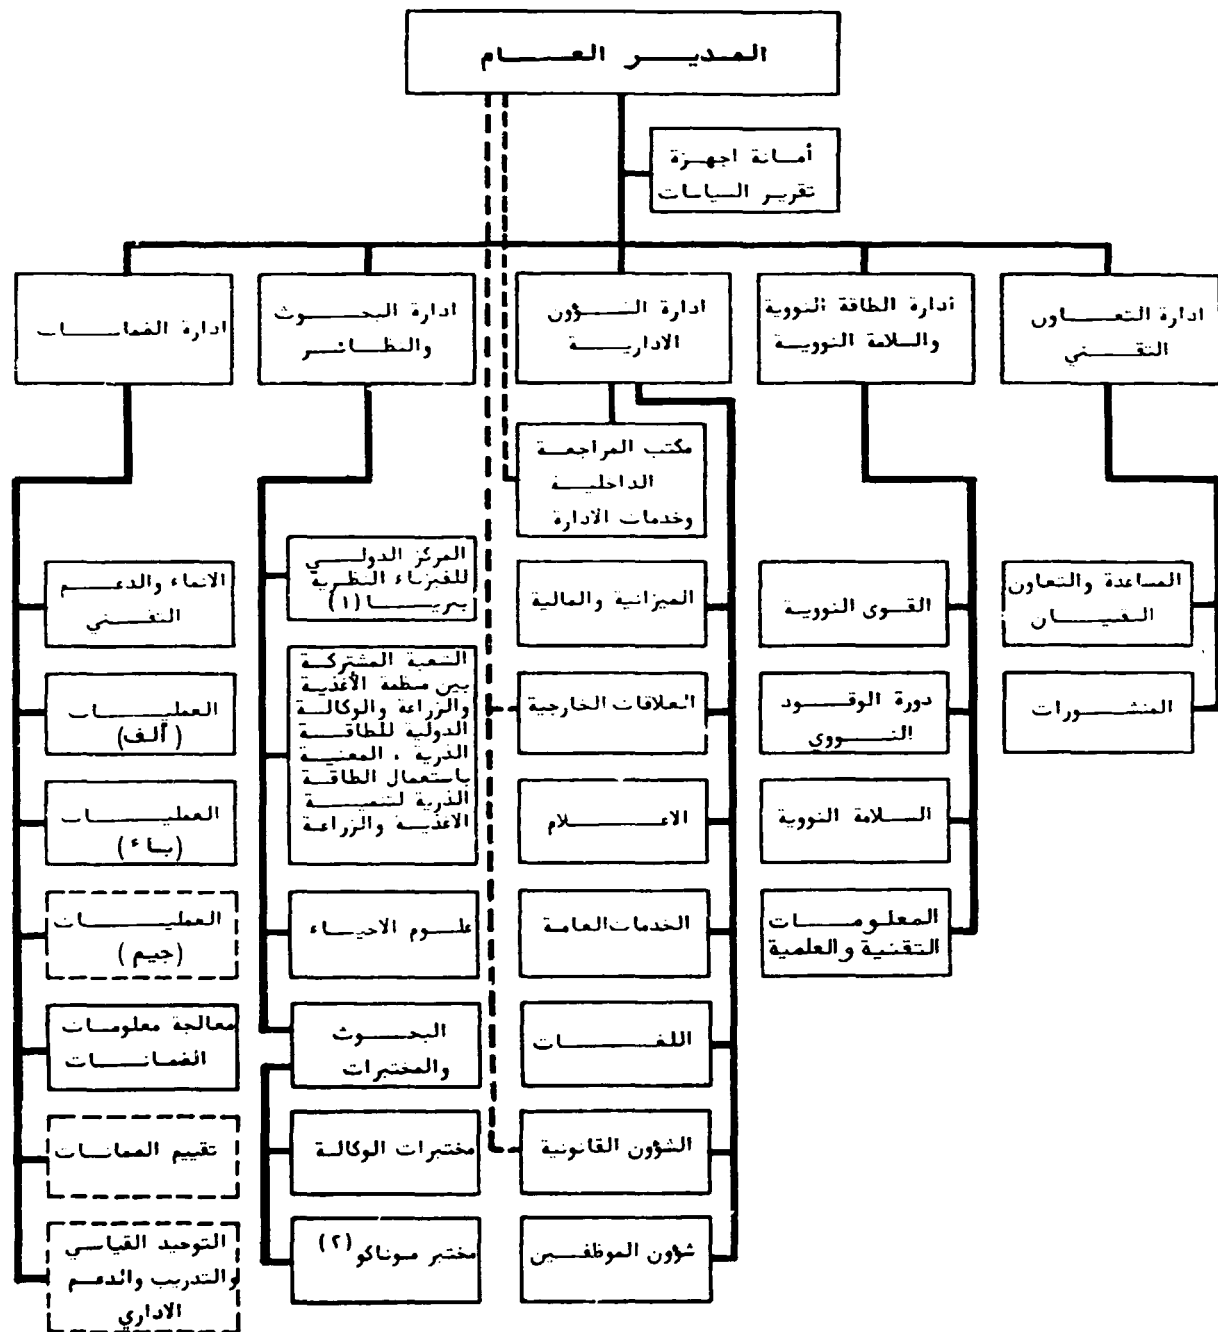 المدير العام
أمانة اجهزة
تقرير السياسات
ادارة التعاون
التقني
ادارة الطاقة النووية
والسلامة النووية
ادارة الشؤون
الادارية
ادارة البحوث
والنظائر
ادارة الضمانات
مكتب المراجعة
الداخلية
وخدمات الادارة
المساعدة والتعاون
التقنيان
المنشورات
القوى النووية
دورة الوقود
النووي
السلامة النووية
المعلومات
التقنية والعلمية
الميزانية والمالية
العلاقات الخارجية
الاعلام
الخدمات العامة
اللغات
الشؤون القانونية
شؤون الموظفين
المركز الدولي
للفيزياء النظرية
بتريستا (١)
الشعبة المشتركة
بين منظمة الأغذية
والزراعة والوكالة
الدولية للطاقة
الذرية ، المعنية
باستعمال الطاقة
الذرية لتنمية
الاغذية والزراعة
علوم الاحياء
البحوث
والمختبرات
مختبرات الوكالة
مختبر موناكو (٢)
الانماء والدعم
التقني
العمليات
(ألف)
العمليات
(باء)
العمليات
(جيم)
معالجة معلومات
الضمانات
تقييم الضمانات
التوحيد القياسي
والتدريب والدعم
الاداري